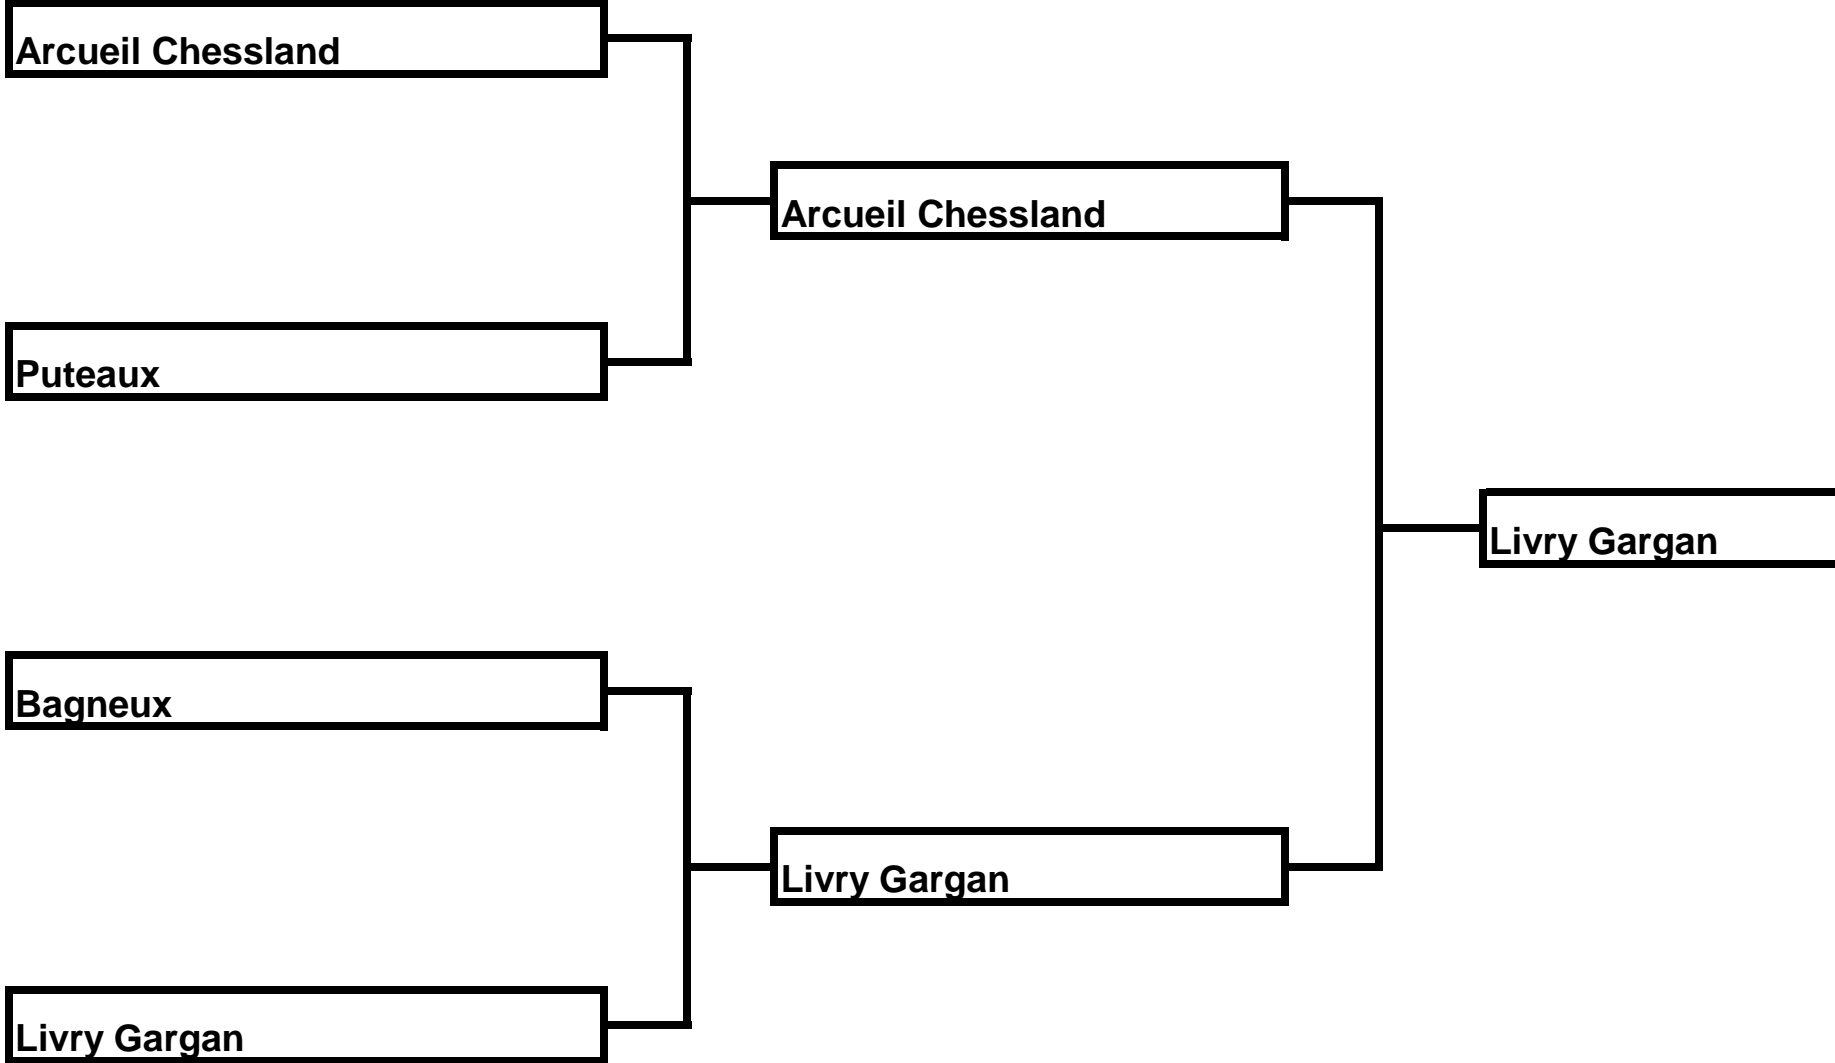 Arcueil Chessland
Arcueil Chessland
Puteaux
Livry Gargan
Bagneux
Livry Gargan
Livry Gargan